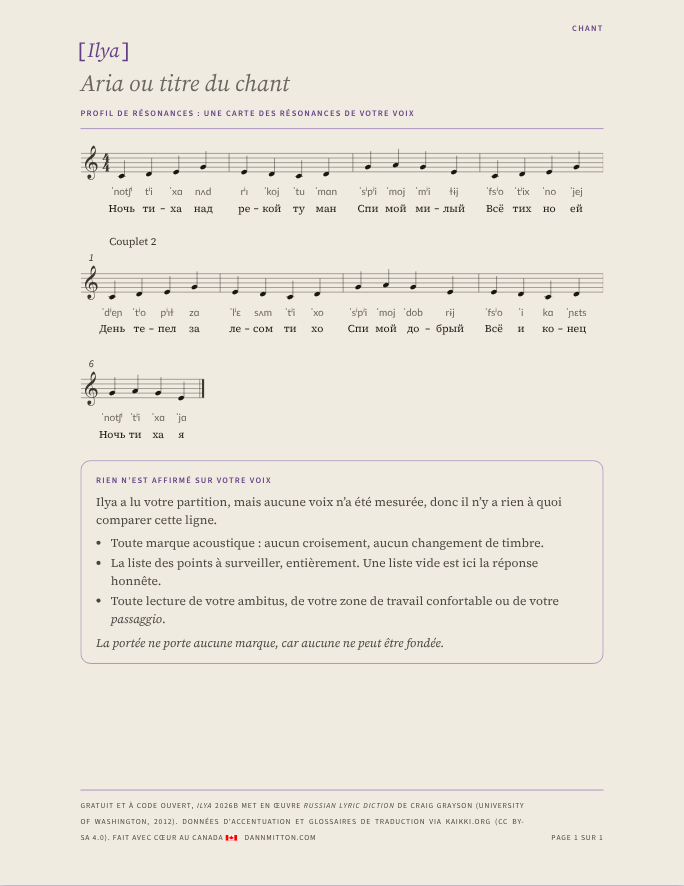 CHANT
[Ilya]
Aria ou titre du chant
PROFIL DE RÉSONANCES : UNE CARTE DES RÉSONANCES DE VOTRE VOIX
ˈnotʃʲ tʲi ˈxɑ nʌd rʲɪ ˈkoj ˈtu ˈmɑn ˈsʲpʲi ˈmoj ˈmʲi ɫɨj ˈfsʲo ˈtʲix ˈno ˈjej
Ночь ти – ха над ре – кой ту ман Спи мой ми – лый Всё тих но ей
Couplet 2
1
ˈdʲeɲ ˈtʲo pʲɪɫ zɑ ˈlʲɛ sʌm ˈtʲi ˈxo ˈsʲpʲi ˈmoj ˈdob rɨj ˈfsʲo ˈi kɑ ˈɲɛts
День те – пел за ле – сом ти хо Спи мой до – брый Всё и ко – нец
6
ˈnotʃʲ ˈtʲi ˈxɑ ˈjɑ
Ночь ти ха я
RIEN N’EST AFFIRMÉ SUR VOTRE VOIX
Ilya a lu votre partition, mais aucune voix n’a été mesurée, donc il n’y a rien à quoi
comparer cette ligne.
• Toute marque acoustique : aucun croisement, aucun changement de timbre.
• La liste des points à surveiller, entièrement. Une liste vide est ici la réponse
honnête.
• Toute lecture de votre ambitus, de votre zone de travail confortable ou de votre
passaggio.
La portée ne porte aucune marque, car aucune ne peut être fondée.
GRATUIT ET À CODE OUVERT, ILYA 2026B MET EN ŒUVRE RUSSIAN LYRIC DICTION DE CRAIG GRAYSON (UNIVERSITY
OF WASHINGTON, 2012). DONNÉES D’ACCENTUATION ET GLOSSAIRES DE TRADUCTION VIA KAIKKI.ORG (CC BY-
SA 4.0). FAIT AVEC CŒUR AU CANADA 🇨🇦 DANNMITTON.COM
PAGE 1 SUR 1